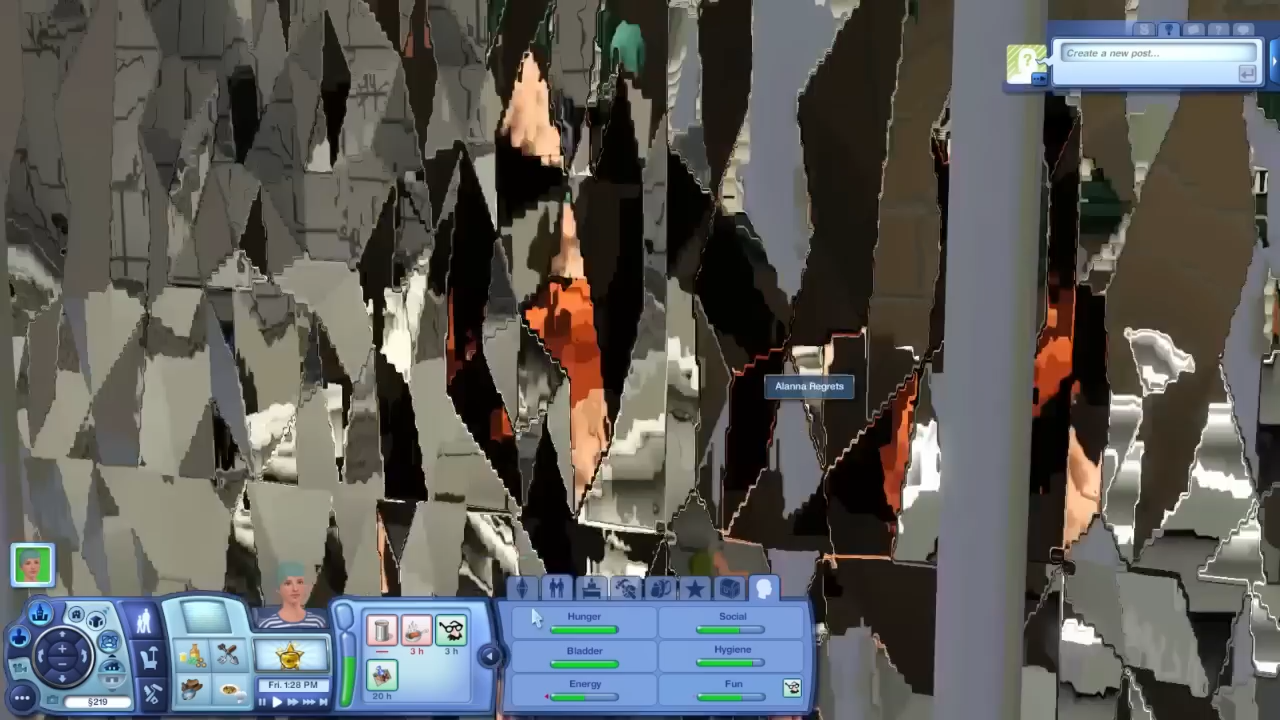 Create a new post...
Alanna Regrets
Hunger
Social
Bladder
Hygiene
Energy
Fun
3 h
3 h
20 h
Fri. 1:28 PM
§219